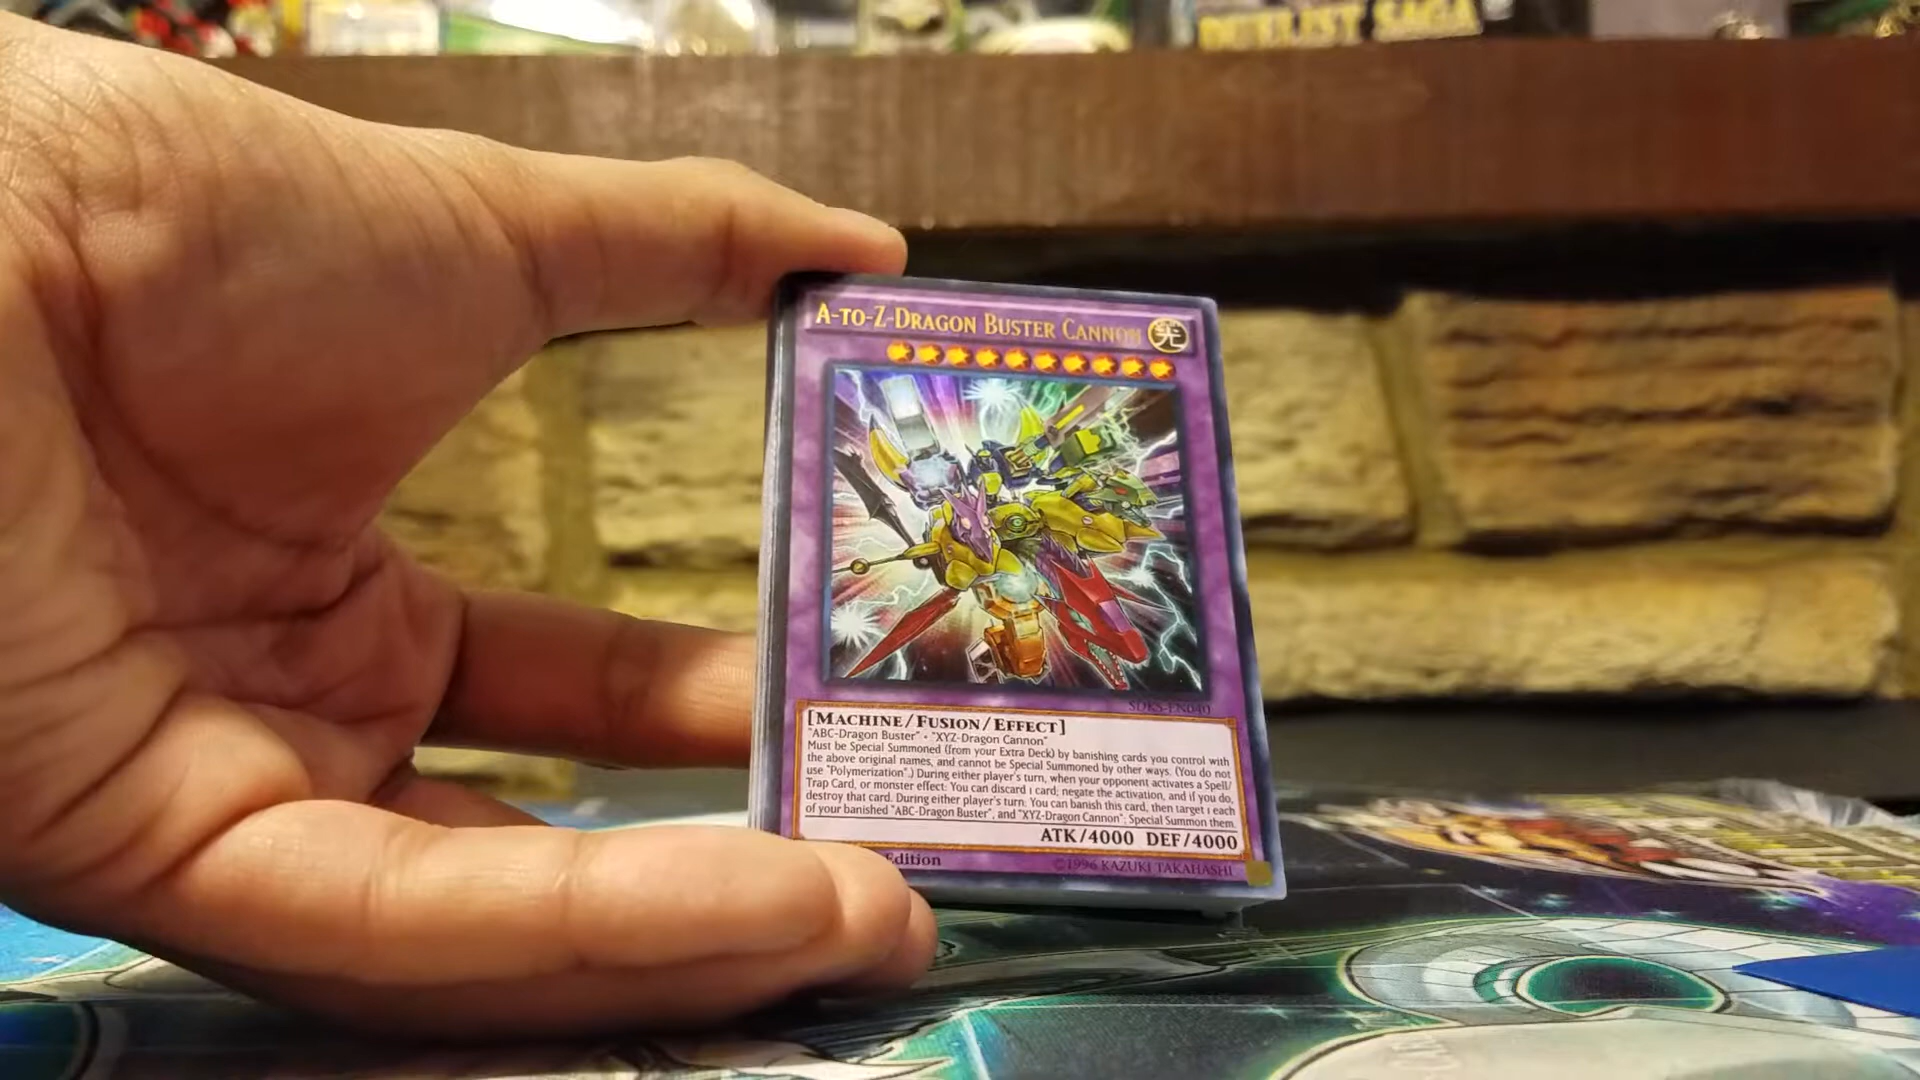 DUELIST SAGA
A-TO-Z-DRAGON BUSTER CANNON
光
SDKS-EN040
[MACHINE/FUSION/EFFECT]
"ABC-Dragon Buster" + "XYZ-Dragon Cannon"
Must be Special Summoned (from your Extra Deck) by banishing cards you control with
the above original names, and cannot be Special Summoned by other ways. (You do not
use "Polymerization".) During either player's turn, when your opponent activates a Spell/
Trap Card, or monster effect: You can discard 1 card; negate the activation, and if you do,
destroy that card. During either player's turn: You can banish this card, then target 1 each
of your banished "ABC-Dragon Buster", and "XYZ-Dragon Cannon"; Special Summon them.
ATK/4000 DEF/4000
Edition
©1996 KAZUKI TAKAHASHI